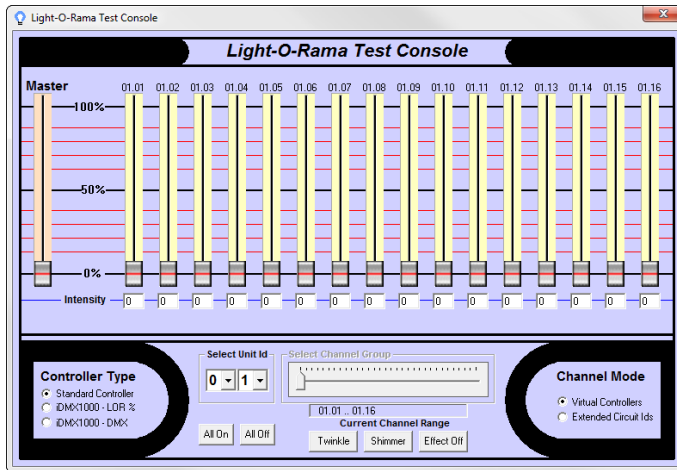 Light-O-Rama Test Console
x
Light-O-Rama Test Console
Master 01.01 01.02 01.03 01.04 01.05 01.06 01.07 01.08 01.09 01.10 01.11 01.12 01.13 01.14 01.15 01.16
100%
50%
0%
Intensity 0 0 0 0 0 0 0 0 0 0 0 0 0 0 0 0
Controller Type
Standard Controller
iDMX1000 - LOR %
iDMX1000 - DMX
Select Unit Id
0 1
All On All Off
Select Channel Group
01.01 .. 01.16
Current Channel Range
Twinkle Shimmer Effect Off
Channel Mode
Virtual Controllers
Extended Circuit Ids